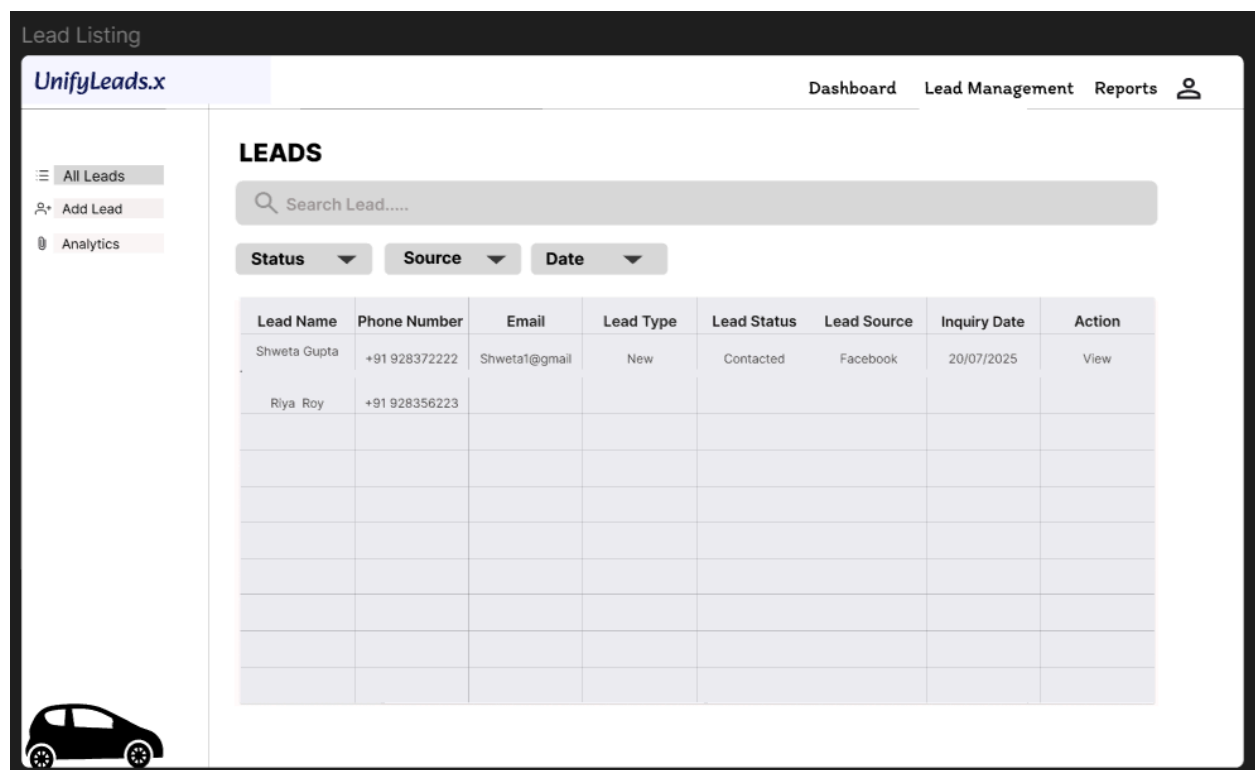 Lead Listing
UnifyLeads.x
Dashboard Lead Management Reports
All Leads
Add Lead
Analytics
LEADS
Search Lead.....
Status Source Date
Lead Name Phone Number Email Lead Type Lead Status Lead Source Inquiry Date Action
Shweta Gupta +91 928372222 Shweta1@gmail New Contacted Facebook 20/07/2025 View
Riya Roy +91 928356223